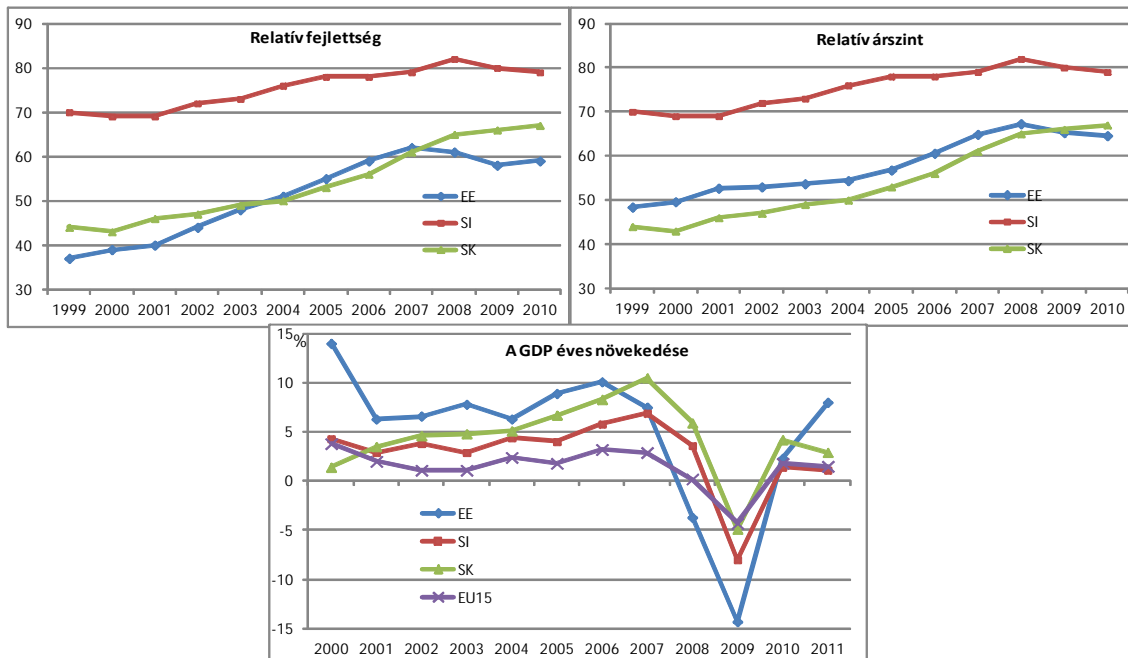 Relatív fejlettség
90
80
70
60
50
40
30
EE
SI
SK
1999 2000 2001 2002 2003 2004 2005 2006 2007 2008 2009 2010
Relatív árszint
90
80
70
60
50
40
30
EE
SI
SK
1999 2000 2001 2002 2003 2004 2005 2006 2007 2008 2009 2010
A GDP éves növekedése
%
15
10
5
0
-5
-10
-15
EE
SI
SK
EU15
2000 2001 2002 2003 2004 2005 2006 2007 2008 2009 2010 2011